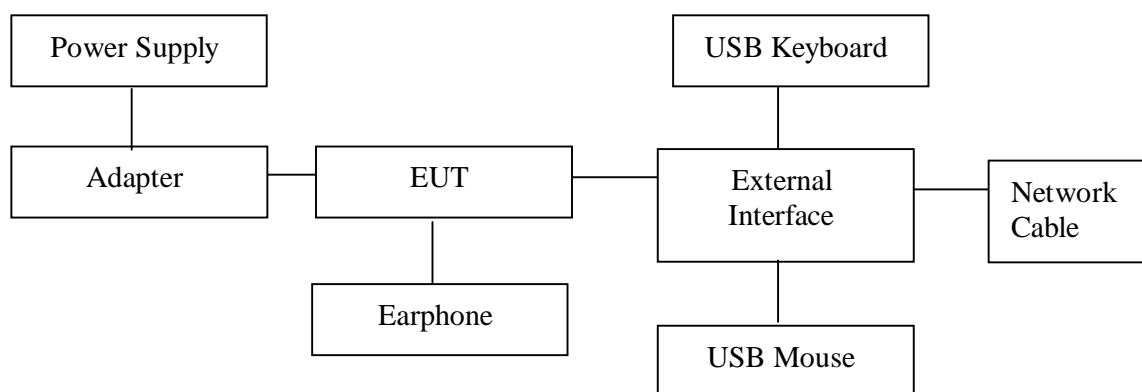 Power Supply
USB Keyboard
Adapter
EUT
External
Interface
Network
Cable
Earphone
USB Mouse